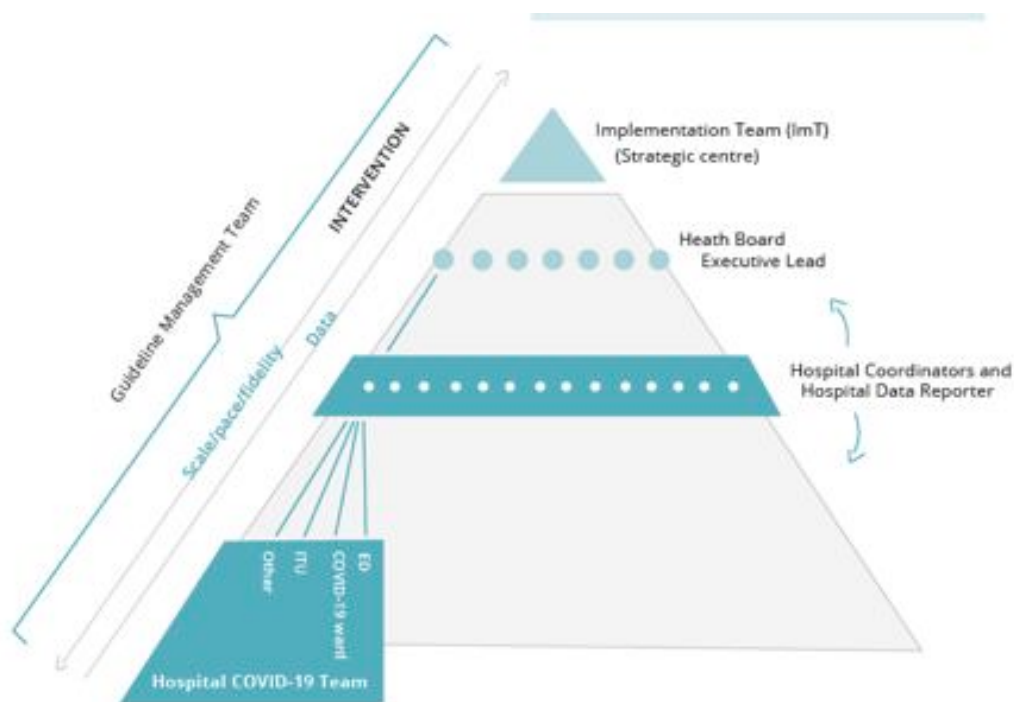 Implementation Team (ImT)
(Strategic centre)
INTERVENTION
Guideline Management Team
Heath Board
Executive Lead
Data
Scale/pace/fidelity
Hospital Coordinators and
Hospital Data Reporter
Other
ITU
COVID-19 ward
ED
Hospital COVID-19 Team